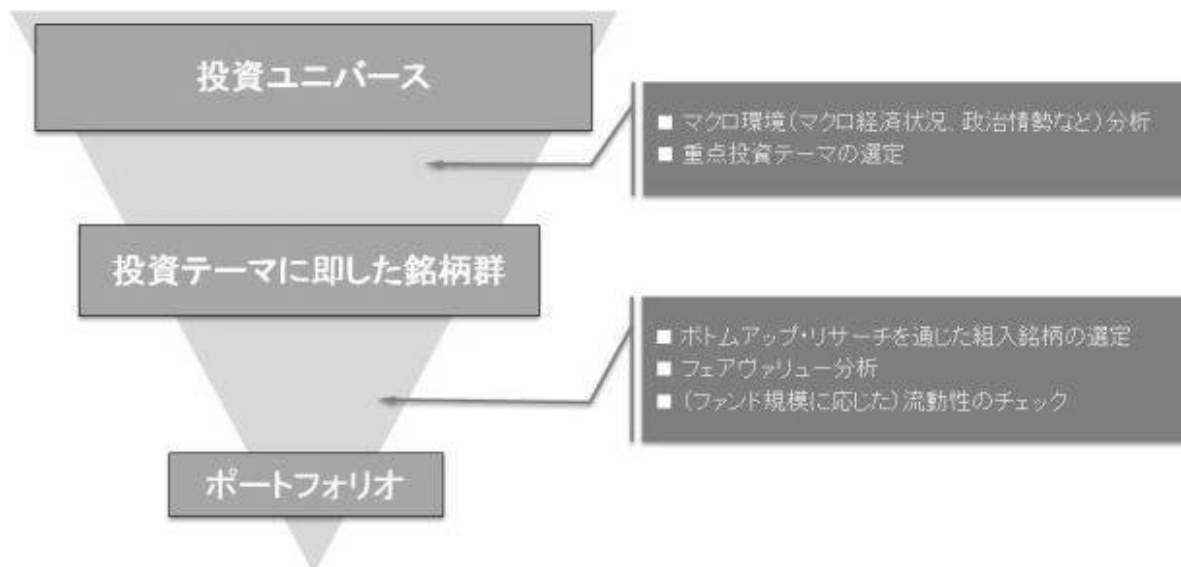 投資ユニバース
■ マクロ環境(マクロ経済状況、政治情勢など)分析
■ 重点投資テーマの選定
投資テーマに即した銘柄群
■ ボトムアップ・リサーチを通じた組入銘柄の選定
■ フェアヴァリュー分析
■ (ファンド規模に応じた)流動性のチェック
ポートフォリオ